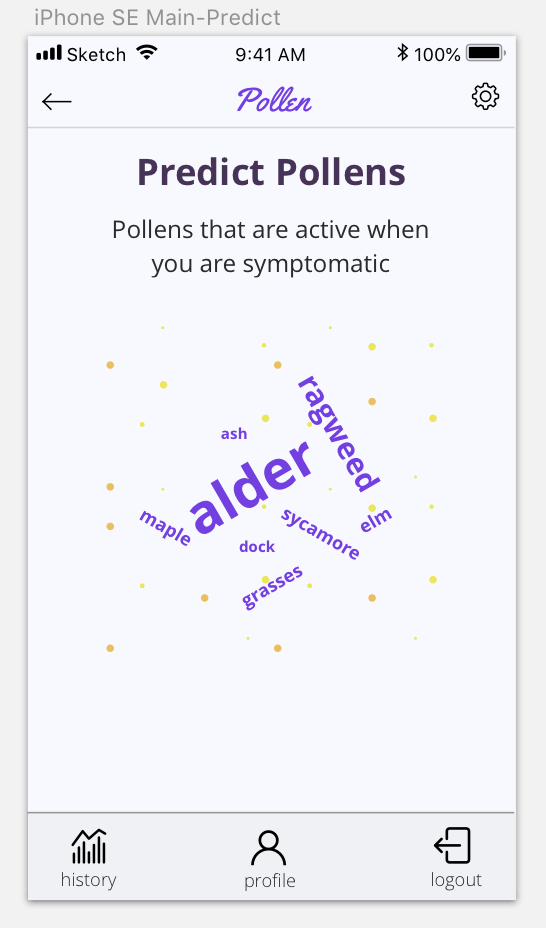 iPhone SE Main-Predict
Sketch 9:41 AM 100%
Pollen
Predict Pollens
Pollens that are active when
you are symptomatic
ragweed
ash
alder
maple
sycamore
elm
dock
grasses
history profile logout